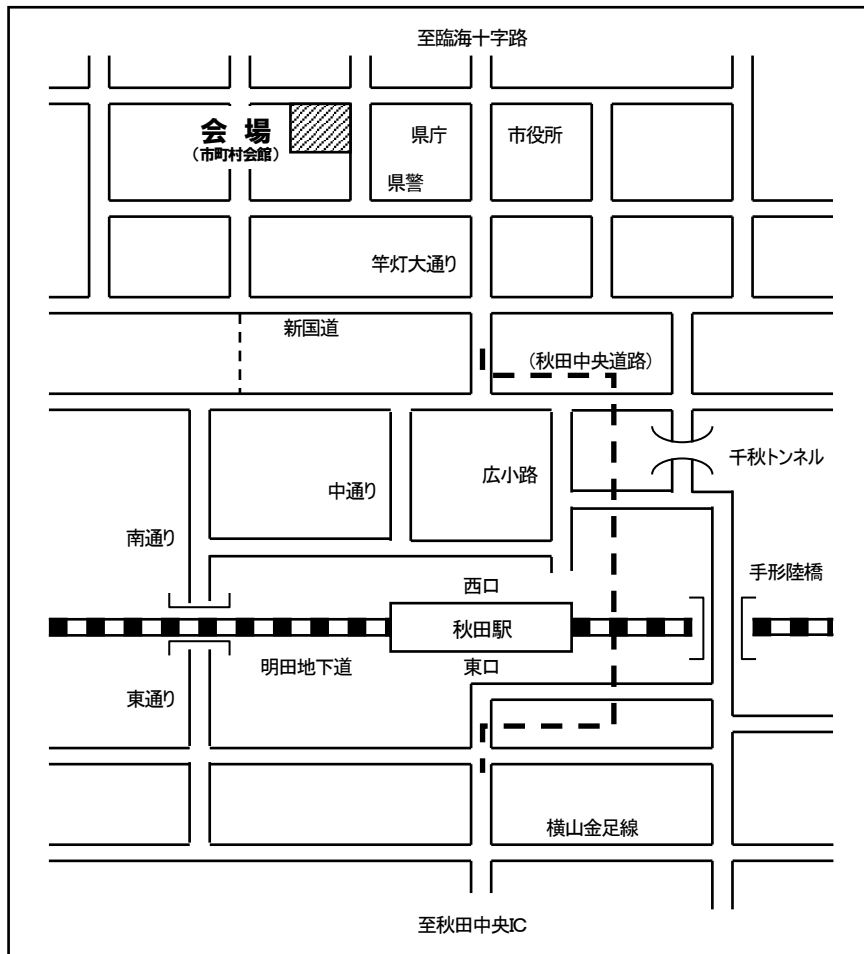 至臨海十字路
会 場
(市町村会館)
県庁
市役所
県警
竿灯大通り
新国道
(秋田中央道路)
千秋トンネル
広小路
中通り
南通り
手形陸橋
西口
秋田駅
東口
明田地下道
東通り
横山金足線
至秋田中央IC